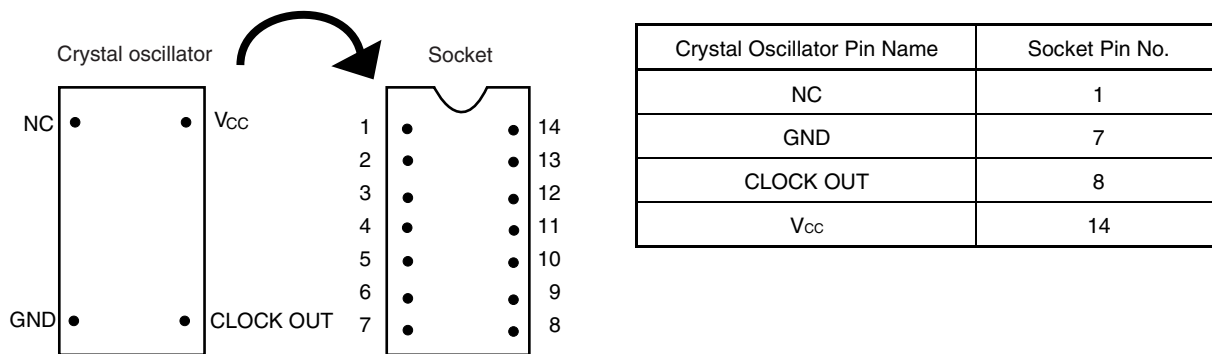 Crystal oscillator
NC
VCC
GND
CLOCK OUT
Socket
1
2
3
4
5
6
7
14
13
12
11
10
9
8
Crystal Oscillator Pin Name Socket Pin No.
NC 1
GND 7
CLOCK OUT 8
VCC 14